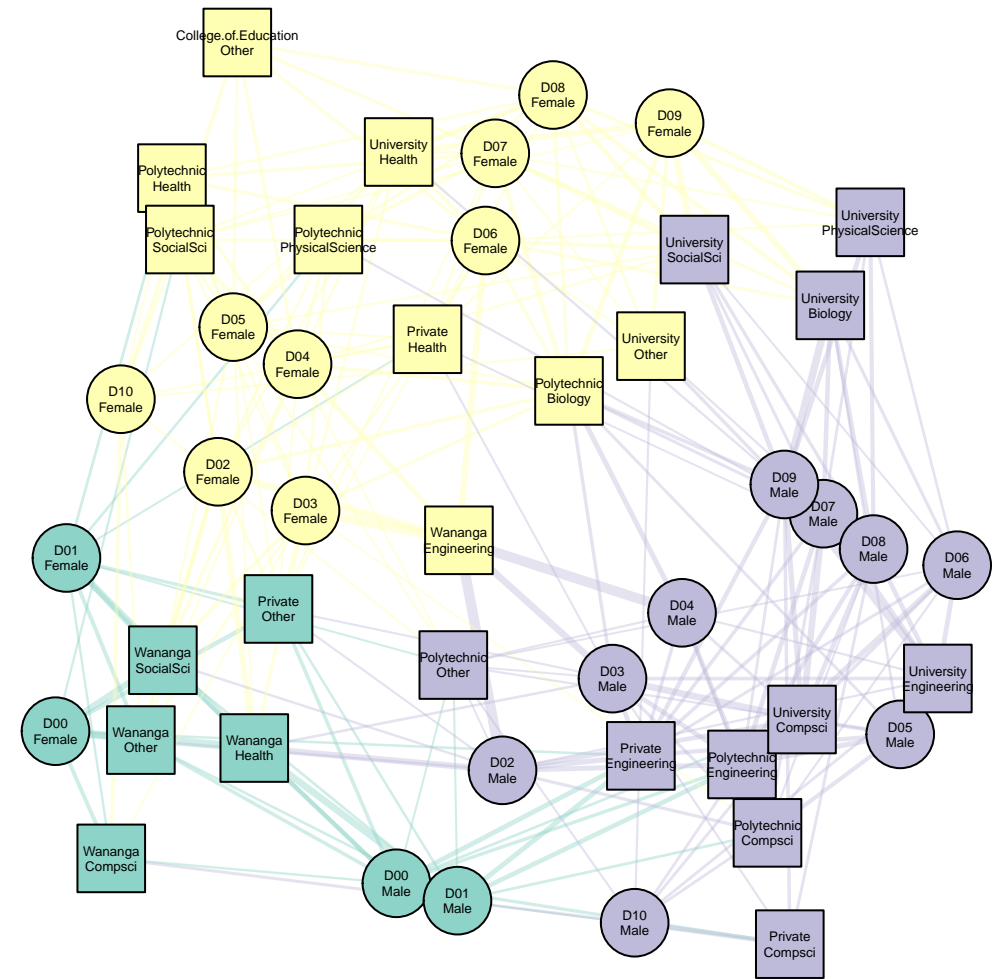 College.of.Education
Other
D08
Female
D09
Female
University
Health
D07
Female
Polytechnic
Health
Polytechnic
SocialSci
Polytechnic
PhysicalScience
D06
Female
University
SocialSci
University
PhysicalScience
University
Biology
D05
Female
D04
Female
Private
Health
University
Other
Polytechnic
Biology
D10
Female
D02
Female
D03
Female
Wananga
Engineering
D09
Male
D07
Male
D08
Male
D06
Male
D01
Female
Private
Other
D04
Male
Wananga
SocialSci
Polytechnic
Other
D03
Male
University
Engineering
D00
Female
Wananga
Other
Wananga
Health
D02
Male
Private
Engineering
University
Compsci
Polytechnic
Engineering
D05
Male
Polytechnic
Compsci
Wananga
Compsci
D00
Male
D01
Male
D10
Male
Private
Compsci